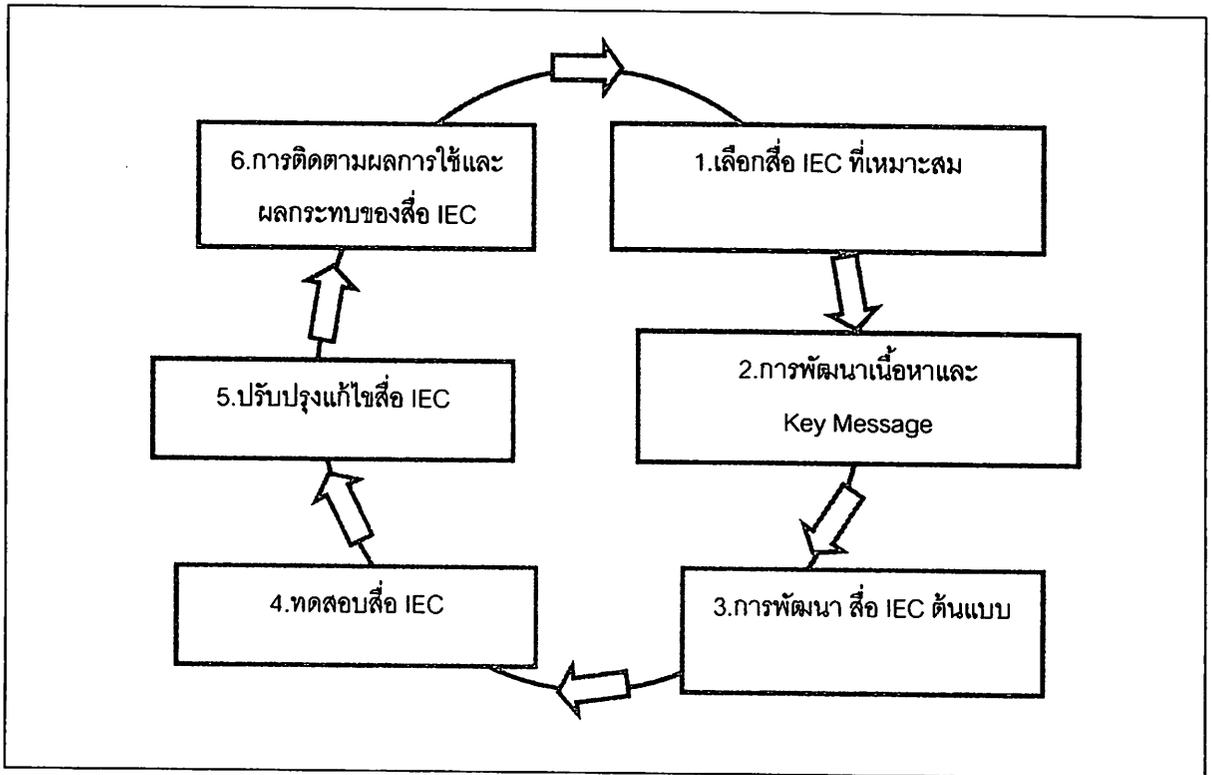 1.เลือกสื่อ IEC ที่เหมาะสม
2.การพัฒนาเนื้อหาและ
Key Message
3.การพัฒนา สื่อ IEC ต้นแบบ
4.ทดสอบสื่อ IEC
5.ปรับปรุงแก้ไขสื่อ IEC
6.การติดตามผลการใช้และ
ผลกระทบของสื่อ IEC